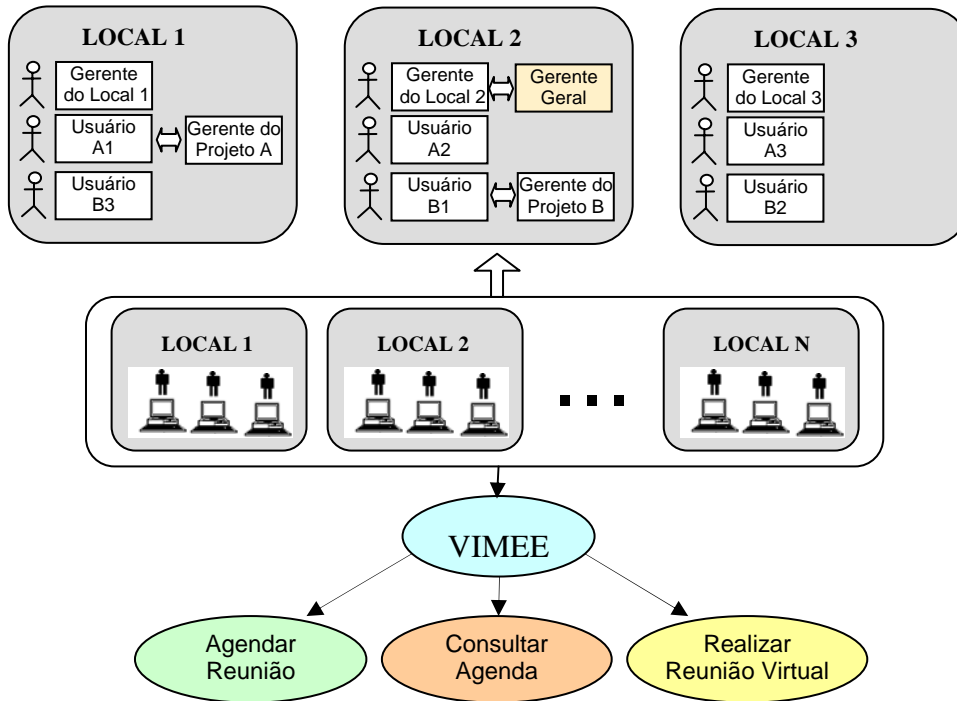 LOCAL 1
Gerente
do Local 1
Usuário
A1
Gerente do
Projeto A
Usuário
B3
LOCAL 2
Gerente
do Local 2
Gerente
Geral
Usuário
A2
Usuário
B1
Gerente do
Projeto B
LOCAL 3
Gerente
do Local 3
Usuário
A3
Usuário
B2
LOCAL 1
LOCAL 2
LOCAL N
VIMEE
Agendar
Reunião
Consultar
Agenda
Realizar
Reunião Virtual